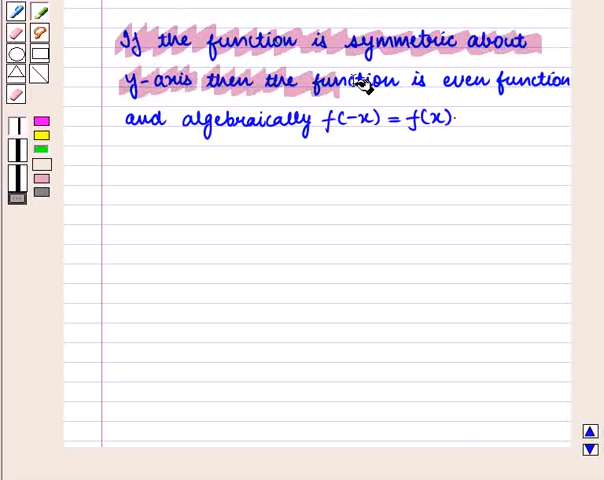 If the function is symmetric about
y-axis then the function is even function
and algebraically f(-x) = f(x).